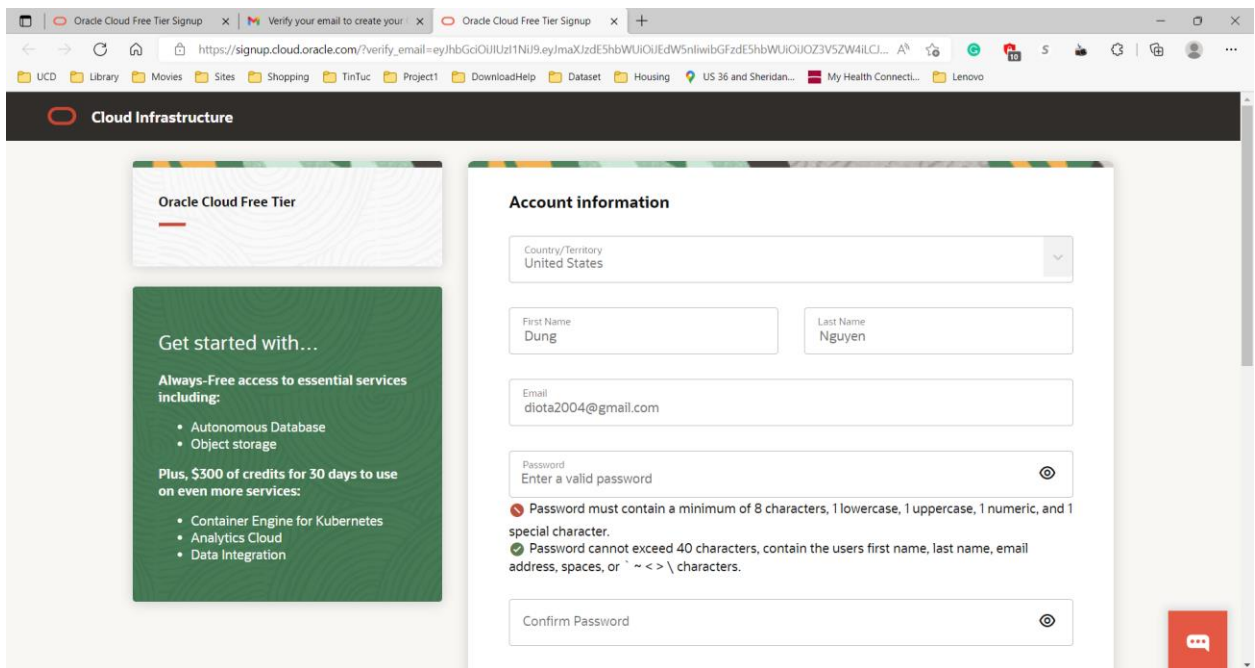 Oracle Cloud Free Tier Signup
Verify your email to create your
Oracle Cloud Free Tier Signup
https://signup.cloud.oracle.com/?verify_email=eyJhbGciOiJIUzI1NiJ9.eyJmaXJzdE5hbWUiOiJEdW5nIiwibGFzdE5hbWUiOiJOZ3V5ZW4iLCJ...
10
UCD Library Movies Sites Shopping TinTuc Project1 DownloadHelp Dataset Housing US 36 and Sheridan... My Health Connecti... Lenovo
Cloud Infrastructure
Oracle Cloud Free Tier
Get started with...
Always-Free access to essential services
including:
• Autonomous Database
• Object storage
Plus, $300 of credits for 30 days to use
on even more services:
• Container Engine for Kubernetes
• Analytics Cloud
• Data Integration
Account information
Country/Territory
United States
First Name
Dung
Last Name
Nguyen
Email
diota2004@gmail.com
Password
Enter a valid password
Password must contain a minimum of 8 characters, 1 lowercase, 1 uppercase, 1 numeric, and 1
special character.
Password cannot exceed 40 characters, contain the users first name, last name, email
address, spaces, or ` ~ < > \ characters.
Confirm Password